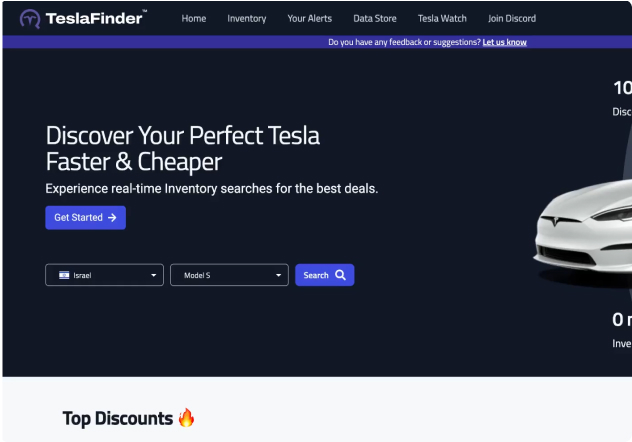 TeslaFinder™
Home Inventory Your Alerts Data Store Tesla Watch Join Discord
Do you have any feedback or suggestions? Let us know
10
Disc
Discover Your Perfect Tesla
Faster & Cheaper
Experience real-time Inventory searches for the best deals.
Get Started →
Israel Model S Search
0
Inve
Top Discounts 🔥